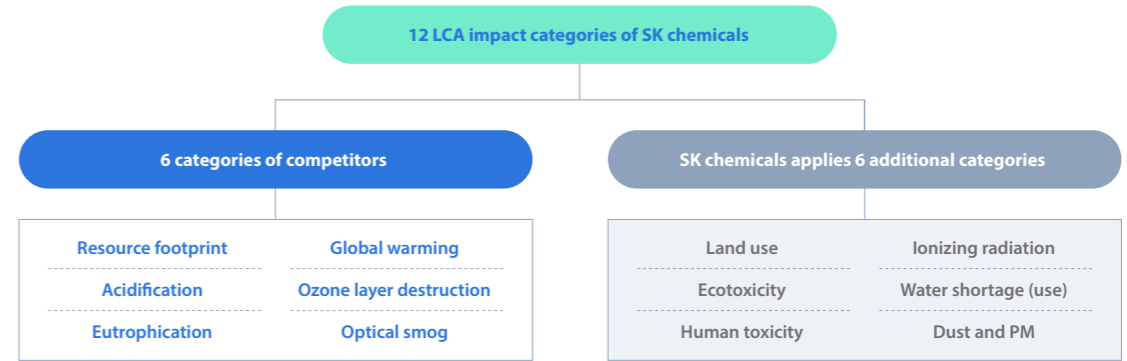 12 LCA impact categories of SK chemicals
6 categories of competitors
SK chemicals applies 6 additional categories
Resource footprint
Global warming
Acidification
Ozone layer destruction
Eutrophication
Optical smog
Land use
Ionizing radiation
Ecotoxicity
Water shortage (use)
Human toxicity
Dust and PM